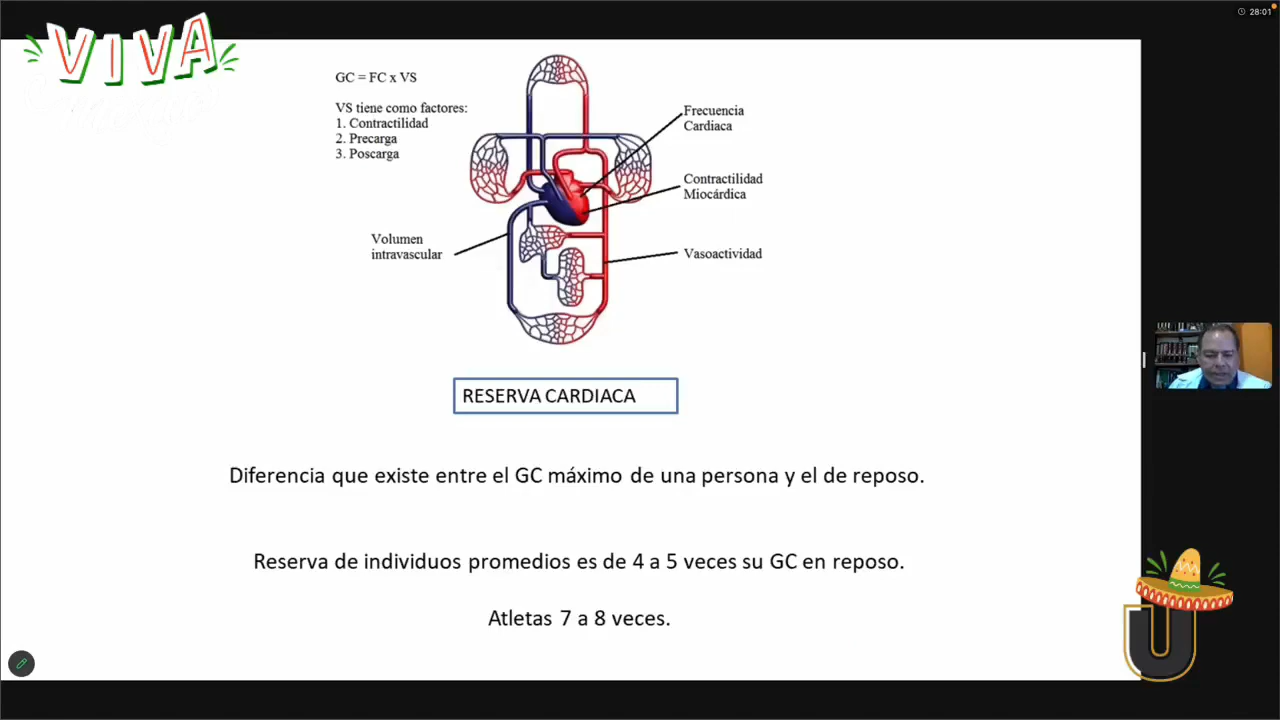 28:01
VIVA
GC = FC x VS
VS tiene como factores:
1. Contractilidad
2. Precarga
3. Poscarga
Frecuencia
Cardiaca
Contractilidad
Miocárdica
Volumen
intravascular
Vasoactividad
RESERVA CARDIACA
Diferencia que existe entre el GC máximo de una persona y el de reposo.
Reserva de individuos promedios es de 4 a 5 veces su GC en reposo.
Atletas 7 a 8 veces.
U